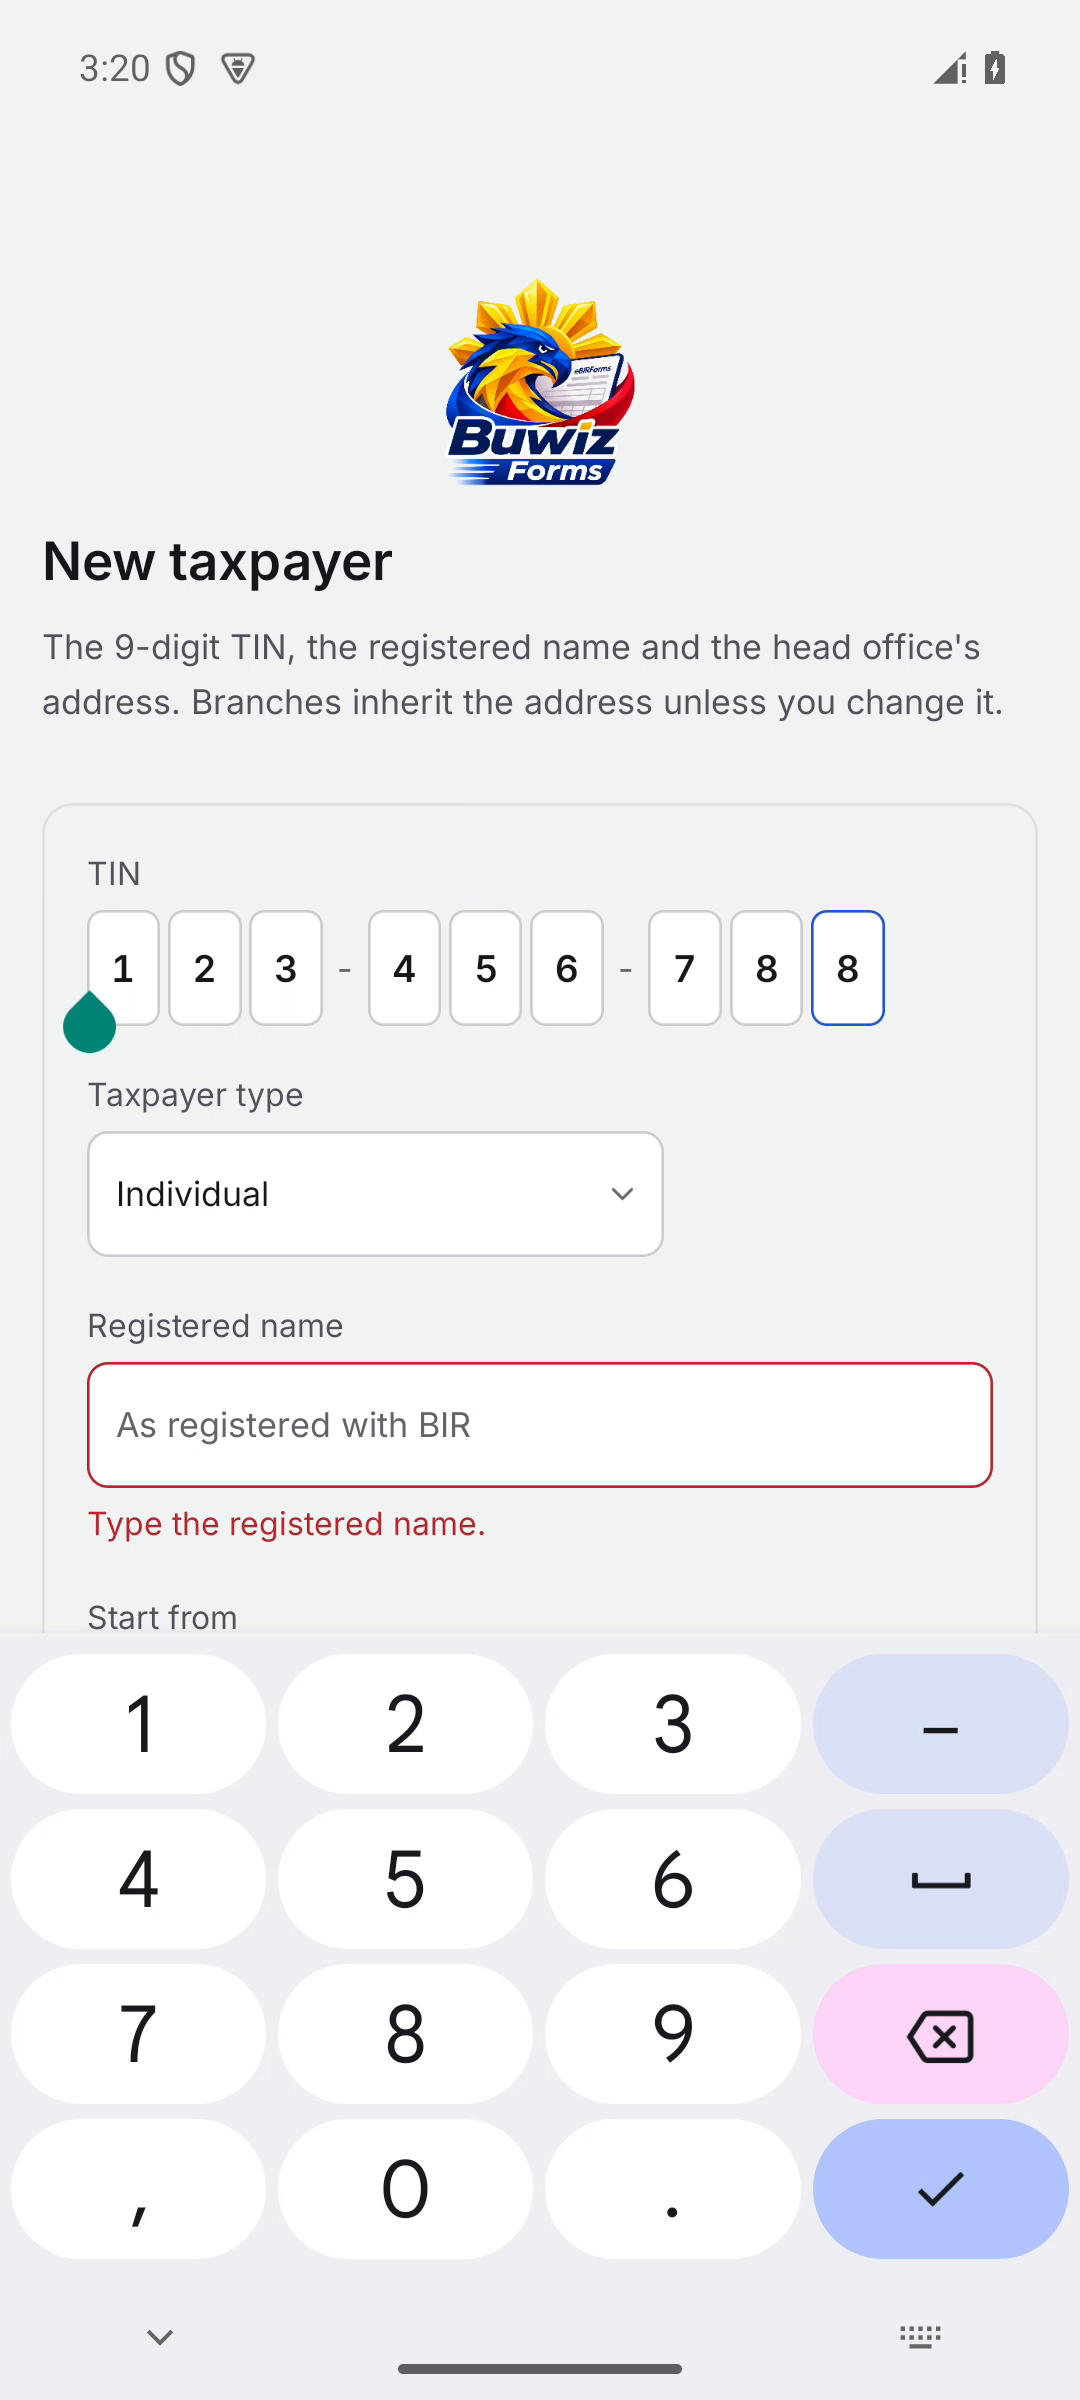 3:20
eBIRForms
Buwiz
Forms
New taxpayer
The 9-digit TIN, the registered name and the head office's
address. Branches inherit the address unless you change it.
TIN
1 2 3 - 4 5 6 - 7 8 8
Taxpayer type
Individual
Registered name
As registered with BIR
Type the registered name.
Start from
1 2 3 –
4 5 6
7 8 9
, 0 .